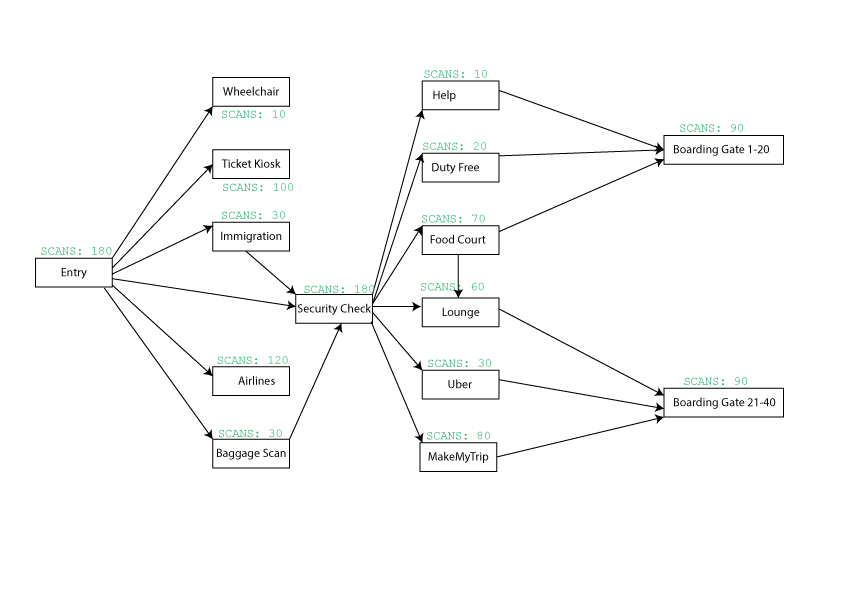 SCANS: 10
Help
SCANS: 20
Duty Free
SCANS: 70
Food Court
SCANS: 60
Lounge
SCANS: 30
Uber
SCANS: 80
MakeMyTrip
Wheelchair
SCANS: 10
Ticket Kiosk
SCANS: 100
SCANS: 30
Immigration
SCANS: 180
Entry
SCANS: 180
Security Check
SCANS: 120
Airlines
SCANS: 30
Baggage Scan
SCANS: 90
Boarding Gate 1-20
SCANS: 90
Boarding Gate 21-40